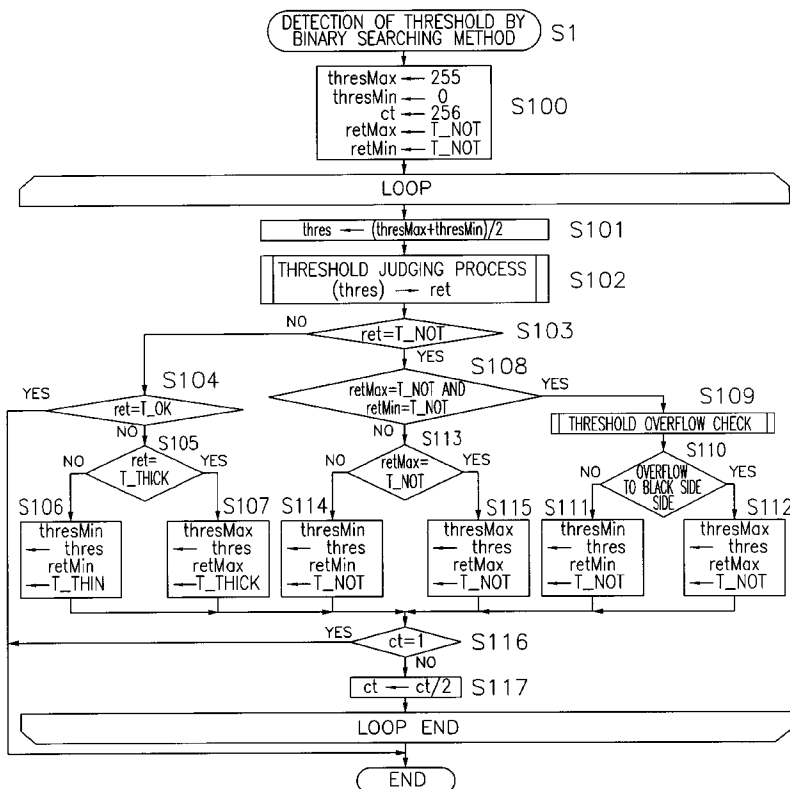 DETECTION OF THRESHOLD BY
BINARY SEARCHING METHOD
S1
thresMax ← 255
thresMin ← 0
ct ← 256
retMax ← T_NOT
retMin ← T_NOT
S100
LOOP
thres ← (thresMax+thresMin)/2
S101
THRESHOLD JUDGING PROCESS
(thres) → ret
S102
NO
ret=T_NOT
S103
YES
S104
YES
ret=T_OK
NO
S108
retMax=T_NOT AND
retMin=T_NOT
YES
NO
S109
THRESHOLD OVERFLOW CHECK
S105
NO
ret=
T_THICK
YES
S113
NO
retMax=
T_NOT
YES
S110
NO
OVERFLOW
TO BLACK SIDE
SIDE
YES
S106
thresMin
← thres
retMin
←T_THIN
S107
thresMax
← thres
retMax
←T_THICK
S114
thresMin
← thres
retMin
←T_NOT
S115
thresMax
← thres
retMax
←T_NOT
S111
thresMin
← thres
retMin
←T_NOT
S112
thresMax
← thres
retMax
←T_NOT
YES
ct=1
S116
NO
ct ← ct/2
S117
LOOP END
END